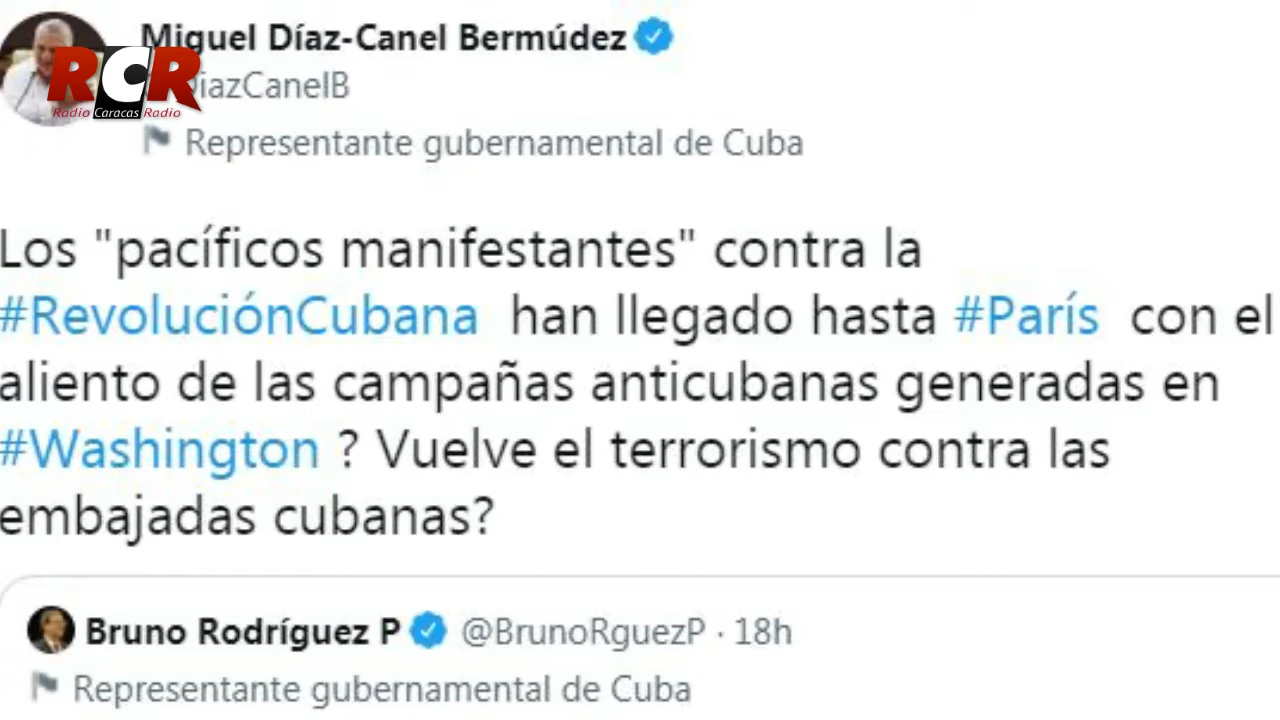 Miguel Díaz-Canel Bermúdez
RCR
Radio Caracas Radio
DiazCanelB
Representante gubernamental de Cuba
Los "pacíficos manifestantes" contra la
#RevoluciónCubana han llegado hasta #París con el
aliento de las campañas anticubanas generadas en
#Washington ? Vuelve el terrorismo contra las
embajadas cubanas?
Bruno Rodríguez P @BrunoRguezP · 18h
Representante gubernamental de Cuba